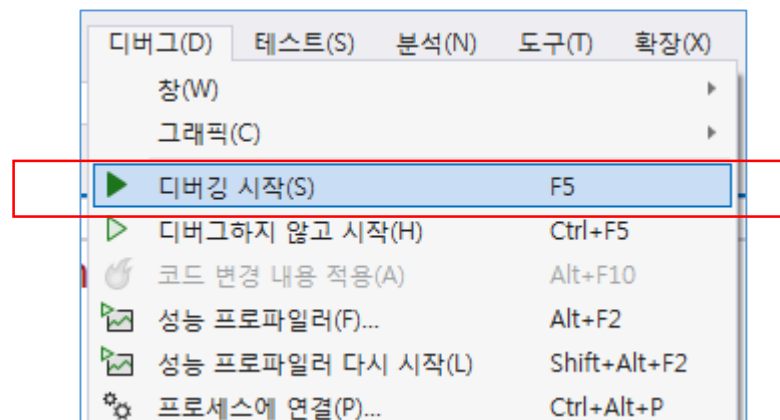 디버그(D) 테스트(S) 분석(N) 도구(T) 확장(X)
창(W)
그래픽(C)
디버깅 시작(S) F5
디버그하지 않고 시작(H) Ctrl+F5
코드 변경 내용 적용(A) Alt+F10
성능 프로파일러(F)... Alt+F2
성능 프로파일러 다시 시작(L) Shift+Alt+F2
프로세스에 연결(P)... Ctrl+Alt+P